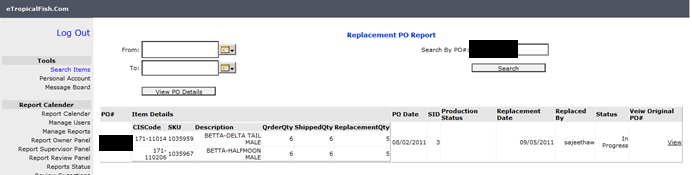 eTropicalFish.Com
Log Out
Replacement PO Report
From:
Search By PO#:
To:
Search
View PO Details
Tools
Search Items
Personal Account
Message Board
Report Calender
Report Calendar
Manage Users
Manage Reports
Report Owner Panel
Report Supervisor Panel
Report Review Panel
Reports Status
PO# Item Details PO Date SID Production Status Replacement Date Replaced By Status Veiw Original PO#
CISCode SKU Description QrderQty ShippedQty ReplacementQty
171-11014 1035959 BETTA-DELTA TAIL MALE 6 6 5
171-110206 1035967 BETTA-HALFMOON MALE 6 6 5
08/02/2011 3 09/05/2011 sajeethaw In Progress View